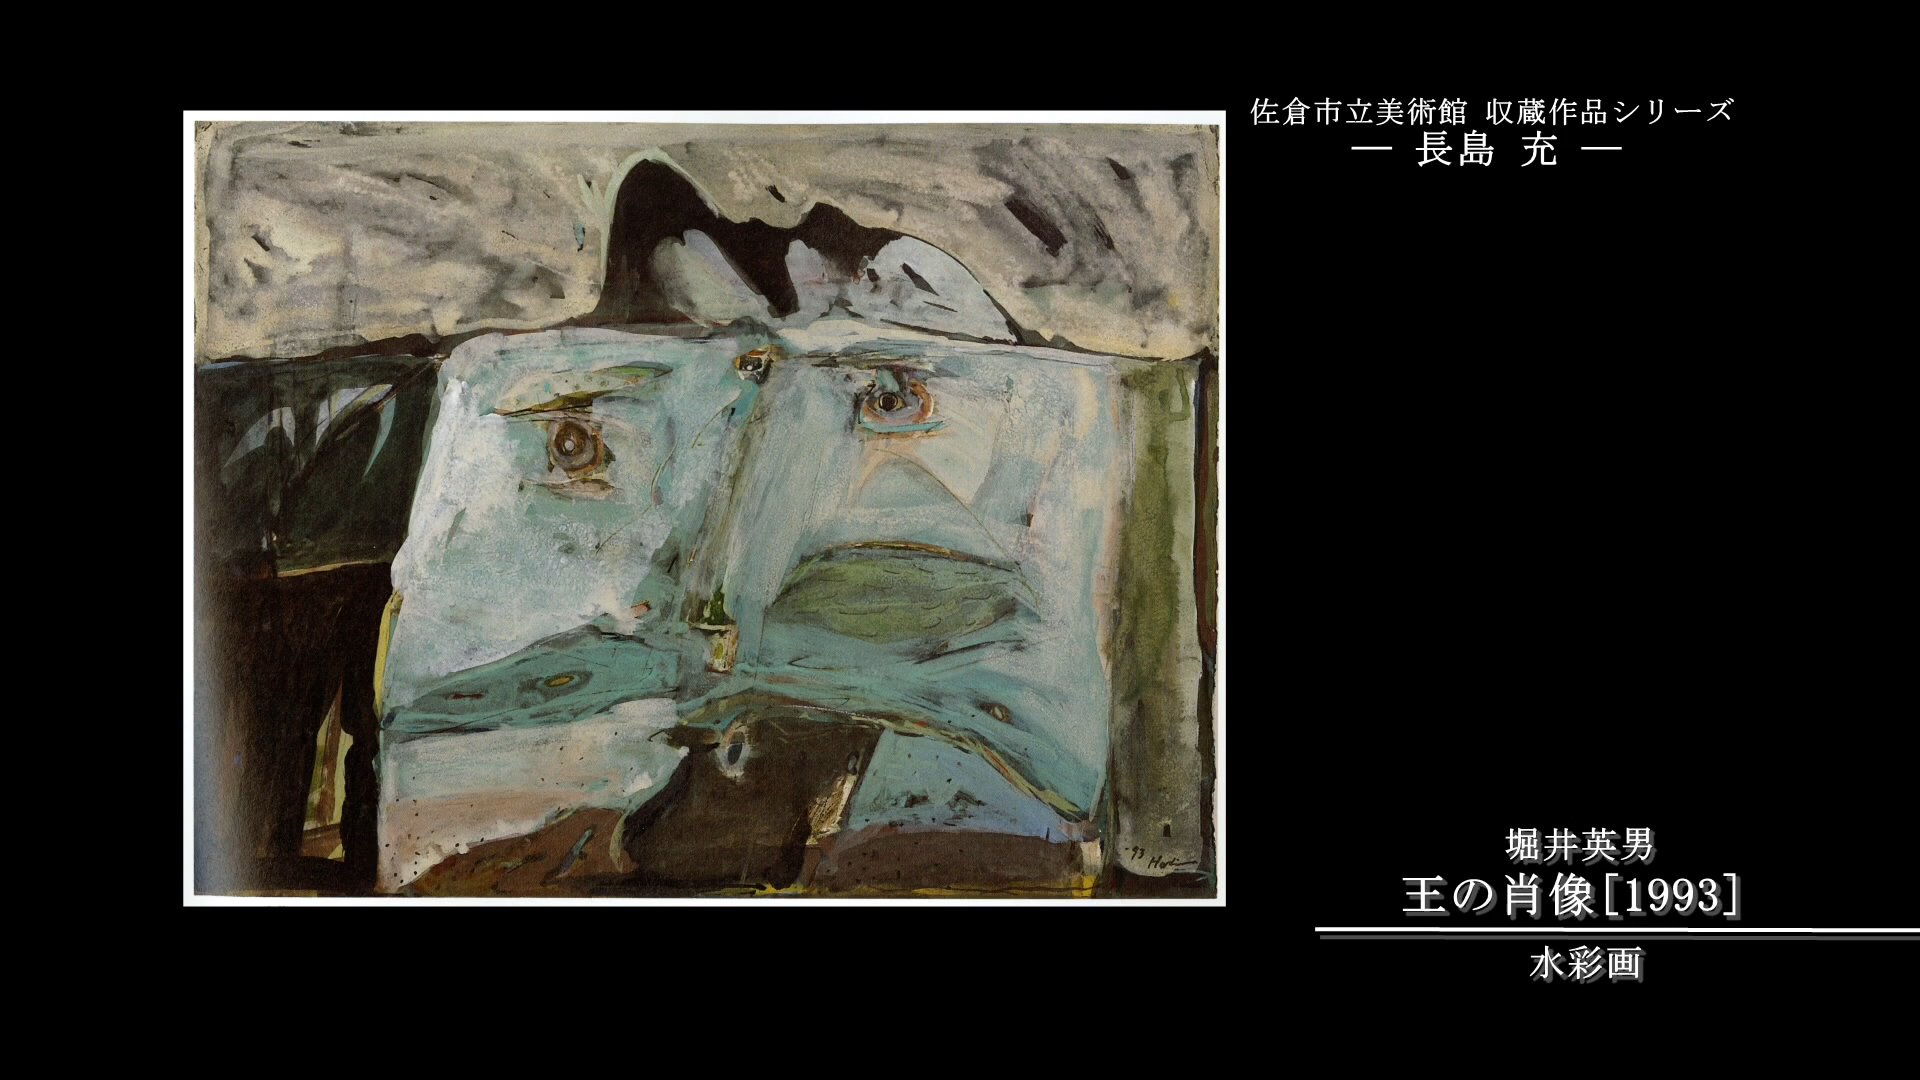 佐倉市立美術館 収蔵作品シリーズ
— 長島 充 —
堀井英男
王の肖像[1993]
水彩画
'93